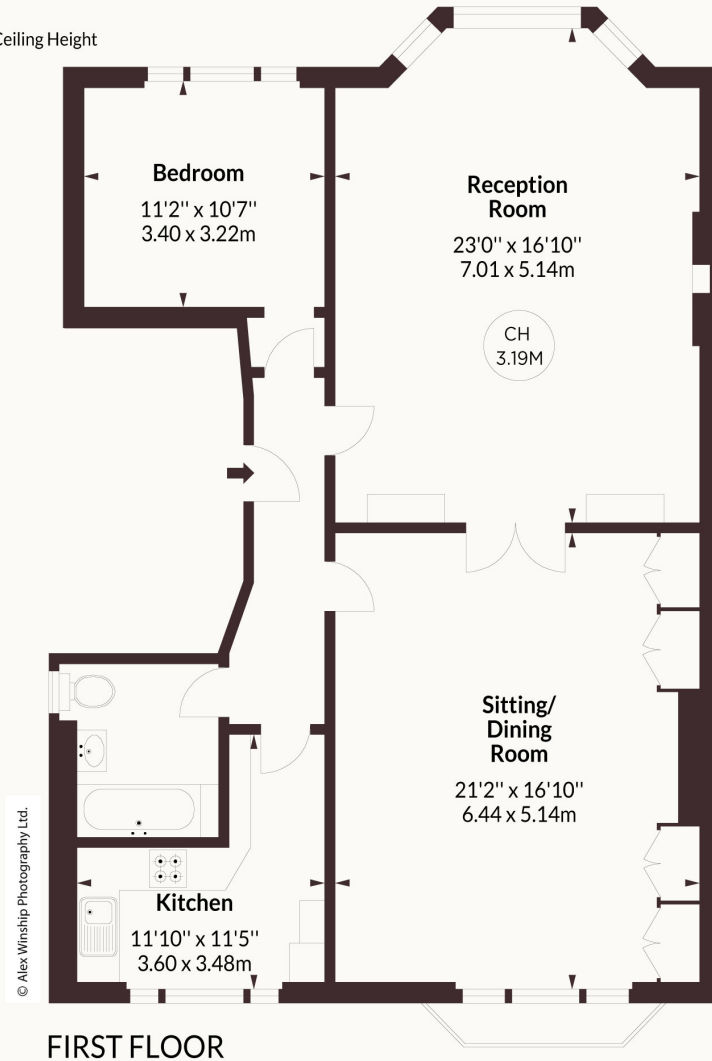 Ceiling Height
Bedroom
11'2" x 10'7"
3.40 x 3.22m
Reception
Room
23'0" x 16'10"
7.01 x 5.14m
CH
3.19M
Sitting/
Dining
Room
21'2" x 16'10"
6.44 x 5.14m
Kitchen
11'10" x 11'5"
3.60 x 3.48m
© Alex Winship Photography Ltd.
FIRST FLOOR